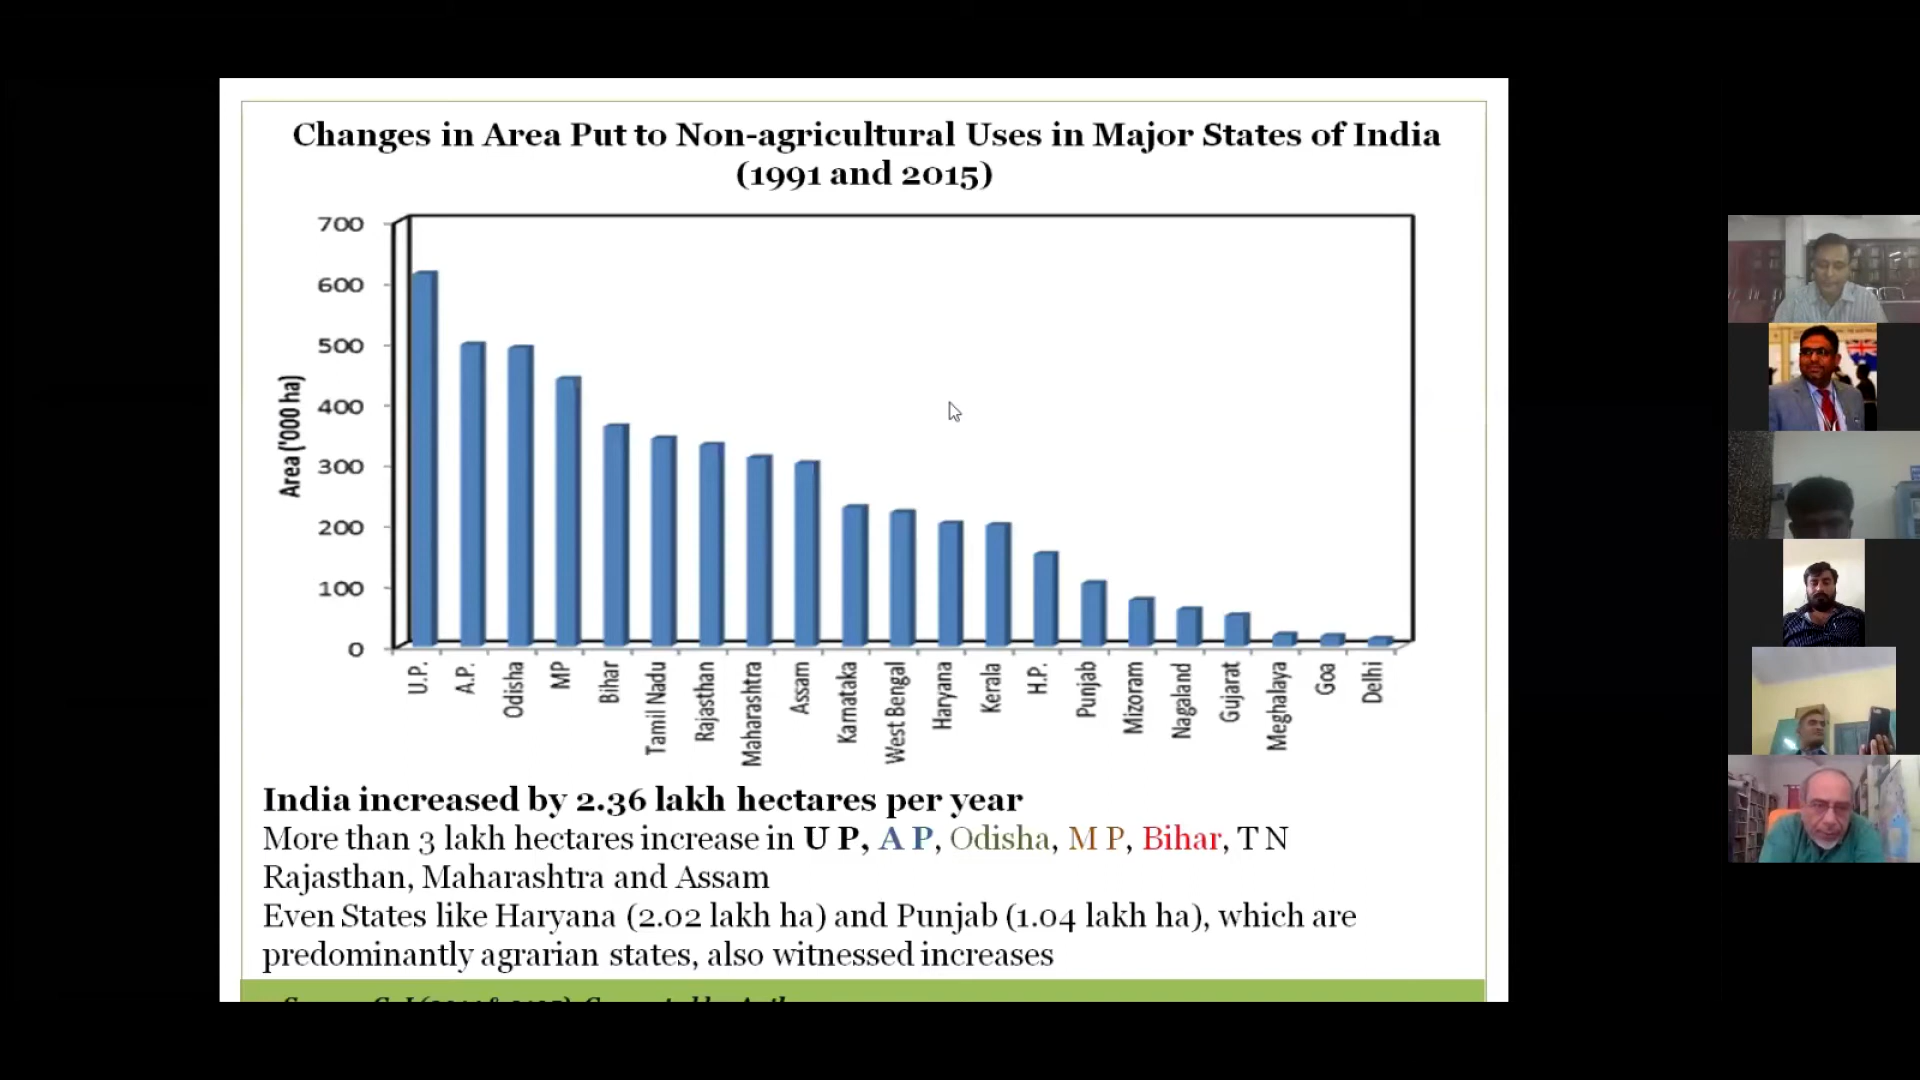 Changes in Area Put to Non-agricultural Uses in Major States of India
(1991 and 2015)
700
600
500
400
300
200
100
0
Area ('000 ha)
U.P.
A.P.
Odisha
MP
Bihar
Tamil Nadu
Rajasthan
Maharashtra
Assam
Karnataka
West Bengal
Haryana
Kerala
H.P.
Punjab
Mizoram
Nagaland
Gujarat
Meghalaya
Goa
Delhi
India increased by 2.36 lakh hectares per year
More than 3 lakh hectares increase in U P, A P, Odisha, M P, Bihar, T N
Rajasthan, Maharashtra and Assam
Even States like Haryana (2.02 lakh ha) and Punjab (1.04 lakh ha), which are
predominantly agrarian states, also witnessed increases